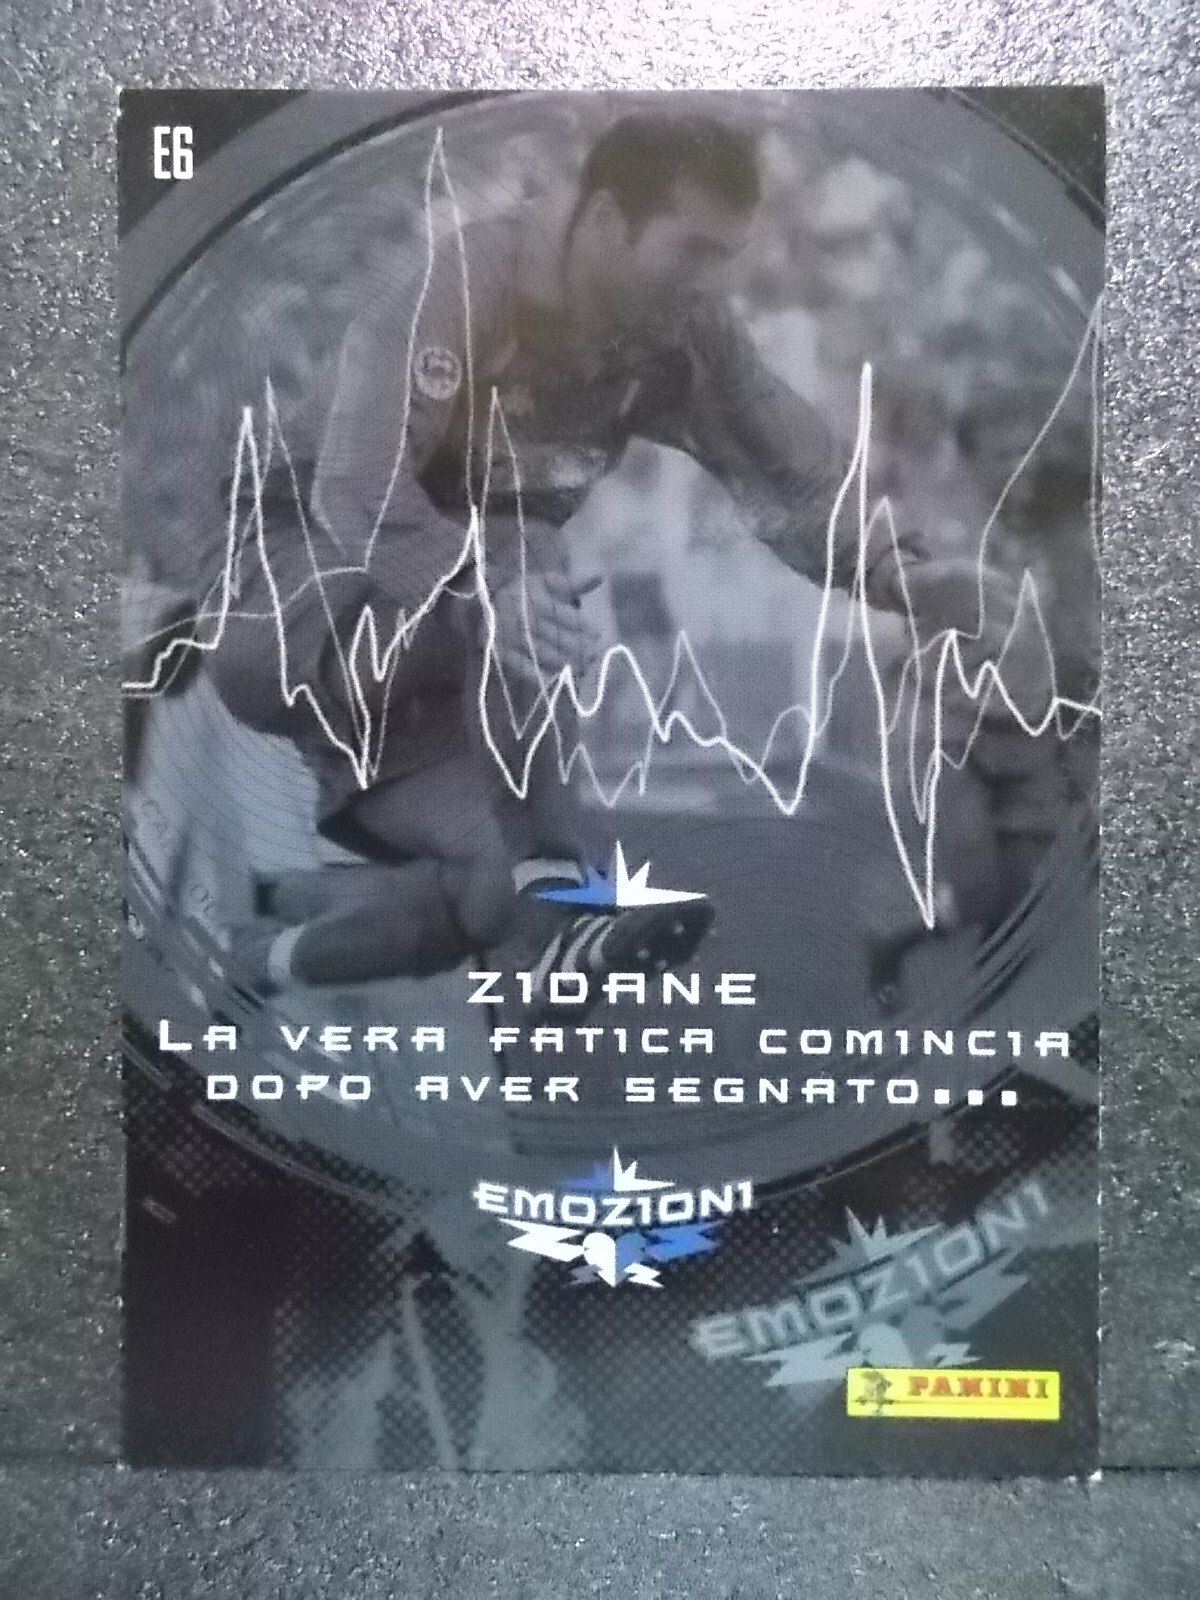 E6
ZIDANE
LA VERA FATICA COMINCIA
DOPO AVER SEGNATO...
EMOZIONI
EMOZIONI
PANINI